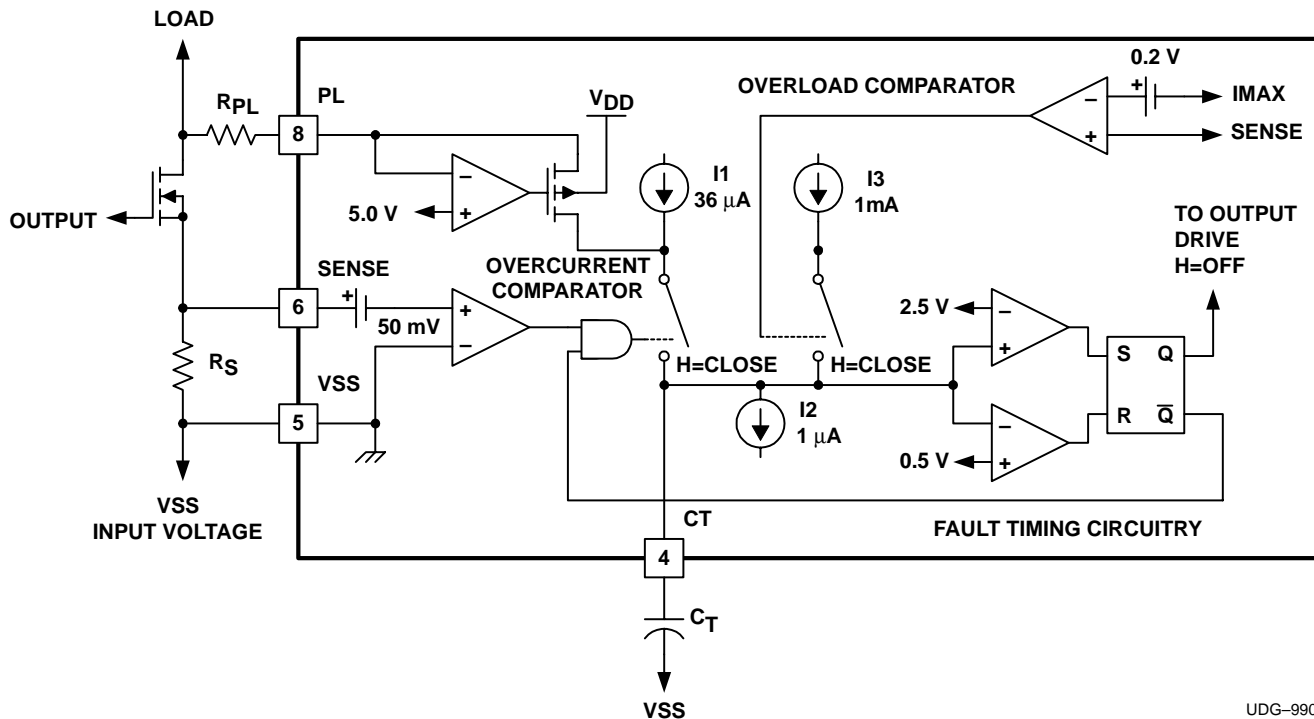 LOAD
RPL
PL
8
VDD
5.0 V
I1
36 µA
OVERLOAD COMPARATOR
0.2 V
+
−
+
IMAX
SENSE
I3
1mA
OUTPUT
−
+
TO OUTPUT
DRIVE
H=OFF
OVERCURRENT
COMPARATOR
SENSE
+
6
50 mV
+
−
2.5 V
−
+
RS
VSS
5
H=CLOSE
H=CLOSE
I2
1 µA
S Q
R Q̅
−
+
0.5 V
VSS
INPUT VOLTAGE
CT
FAULT TIMING CIRCUITRY
4
CT
VSS
UDG–990